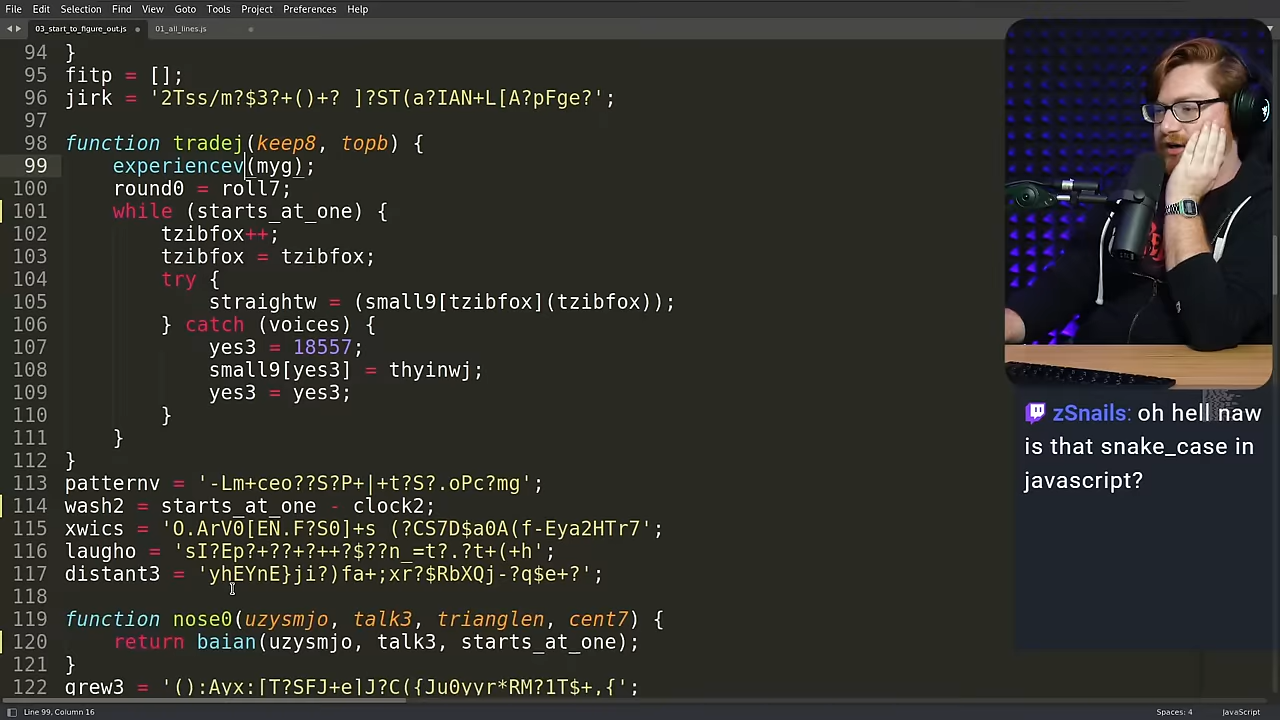 File Edit Selection Find View Goto Tools Project Preferences Help
03_start_to_figure_out.js 01_all_lines.js
94 }
95 fitp = [];
96 jirk = '2Tss/m?$3?+()+? ]?ST(a?IAN+L[A?pFge?';
97
98 function tradej(keep8, topb) {
99 experiencev(myg);
100 round0 = roll7;
101 while (starts_at_one) {
102 tzibfox++;
103 tzibfox = tzibfox;
104 try {
105 straightw = (small9[tzibfox](tzibfox));
106 } catch (voices) {
107 yes3 = 18557;
108 small9[yes3] = thyinwj;
109 yes3 = yes3;
110 }
111 }
112 }
113 patternv = '-Lm+ceo??S?P+|+t?S?.oPc?mg';
114 wash2 = starts_at_one - clock2;
115 xwics = 'O.ArV0[EN.F?S0]+s (?CS7D$a0A(f-Eya2HTr7';
116 laugho = 'sI?Ep?+??+?++?$??n_=t?.?t+(+h';
117 distant3 = 'yhEYnE}ji?)fa+;xr?$RbXQj-?q$e+?';
118
119 function nose0(uzysmjo, talk3, trianglen, cent7) {
120 return baian(uzysmjo, talk3, starts_at_one);
121 }
122 grew3 = '():Ayx:[T?SFJ+e]J?C({Ju0yyr*RM?1T$+,{';
zSnails: oh hell naw
is that snake_case in
javascript?
Line 99, Column 16 Spaces: 4 JavaScript